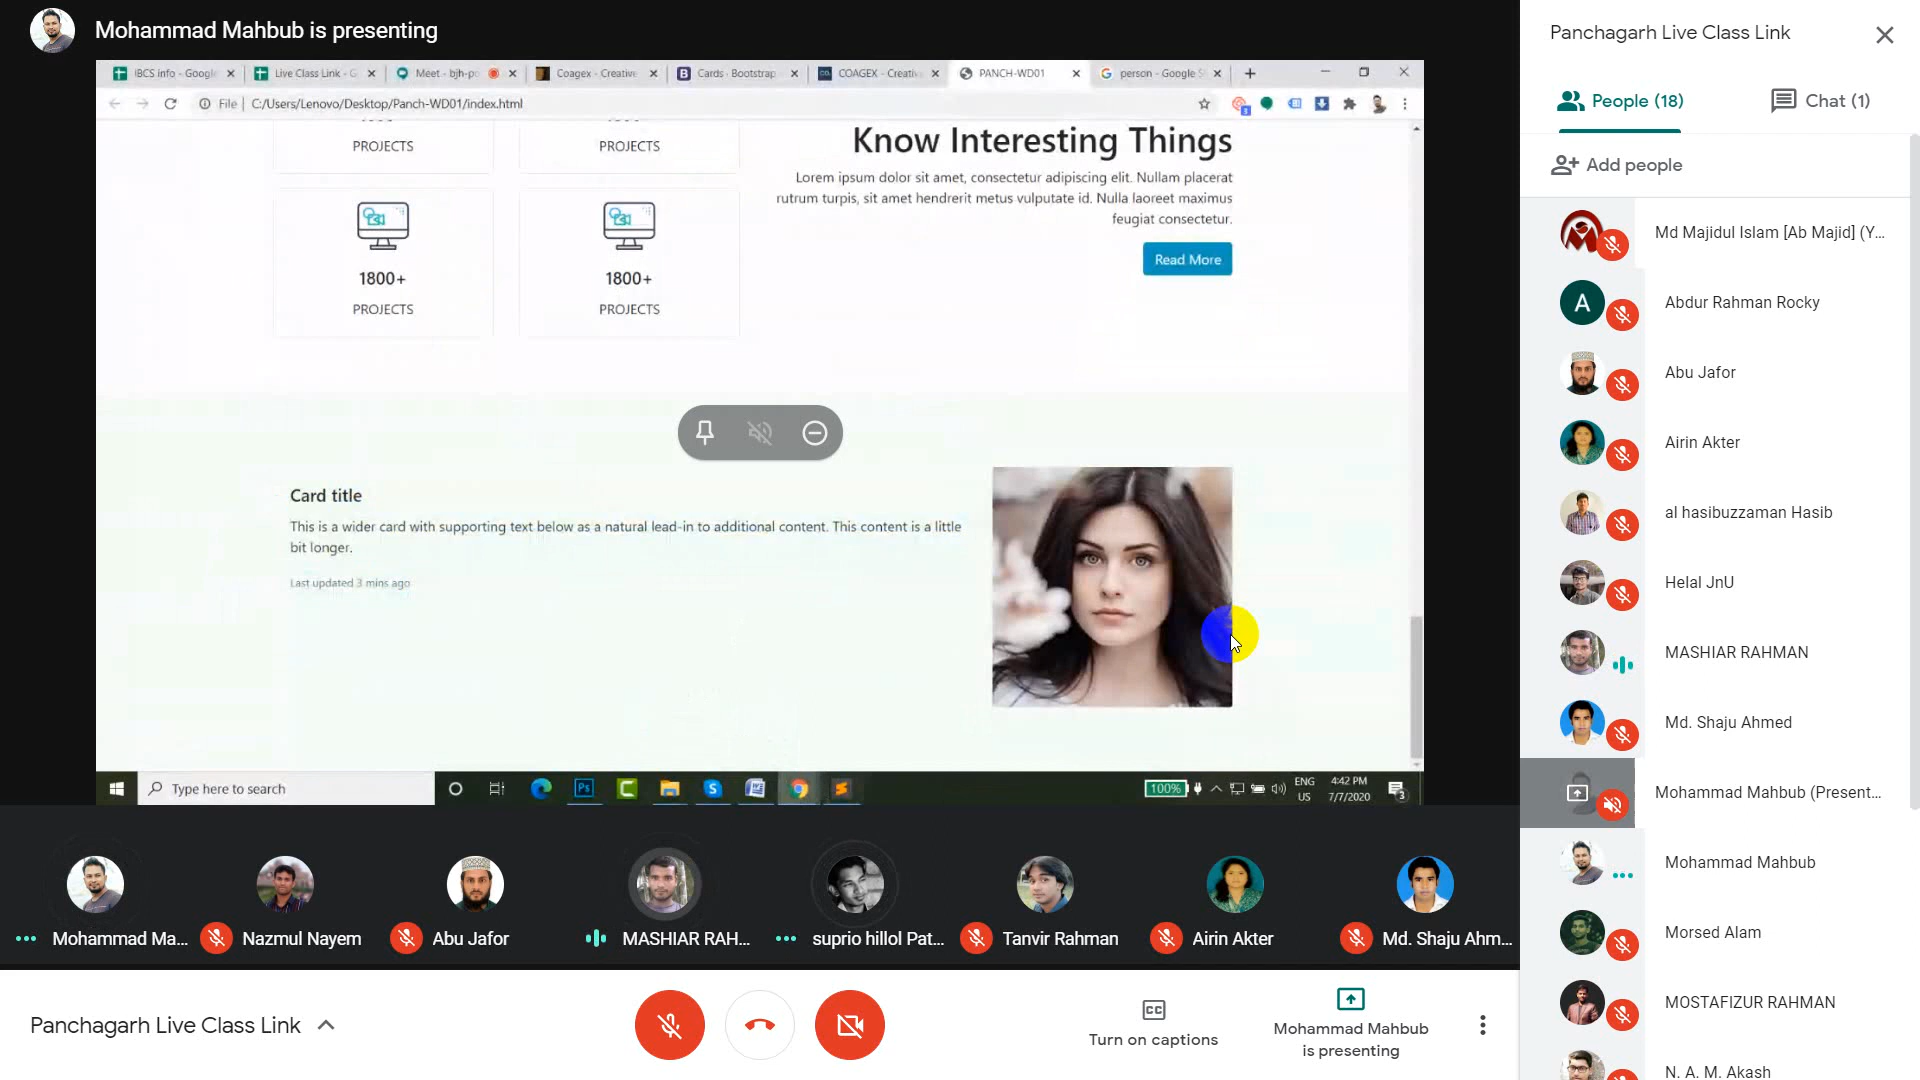 Mohammad Mahbub is presenting
IBCS info - Google
Live Class Link - G
Meet - bjh-po
Coagex - Creative
Cards · Bootstrap
COAGEX - Creativ
PANCH-WD01
person - Google S
File | C:/Users/Lenovo/Desktop/Panch-WD01/index.html
PROJECTS
PROJECTS
1800+
PROJECTS
1800+
PROJECTS
Know Interesting Things
Lorem ipsum dolor sit amet, consectetur adipiscing elit. Nullam placerat
rutrum turpis, sit amet hendrerit metus vulputate id. Nulla laoreet maximus
feugiat consectetur.
Read More
Card title
This is a wider card with supporting text below as a natural lead-in to additional content. This content is a little
bit longer.
Last updated 3 mins ago
Type here to search
Ps
100%
ENG
US
4:42 PM
7/7/2020
3
Mohammad Ma...
Nazmul Nayem
Abu Jafor
MASHIAR RAH...
suprio hillol Pat...
Tanvir Rahman
Airin Akter
Md. Shaju Ahm...
Panchagarh Live Class Link
Turn on captions
Mohammad Mahbub
is presenting
Panchagarh Live Class Link
People (18)
Chat (1)
Add people
Md Majidul Islam [Ab Majid] (Y...
A
Abdur Rahman Rocky
Abu Jafor
Airin Akter
al hasibuzzaman Hasib
Helal JnU
MASHIAR RAHMAN
Md. Shaju Ahmed
Mohammad Mahbub (Present...
Mohammad Mahbub
Morsed Alam
MOSTAFIZUR RAHMAN
N. A. M. Akash